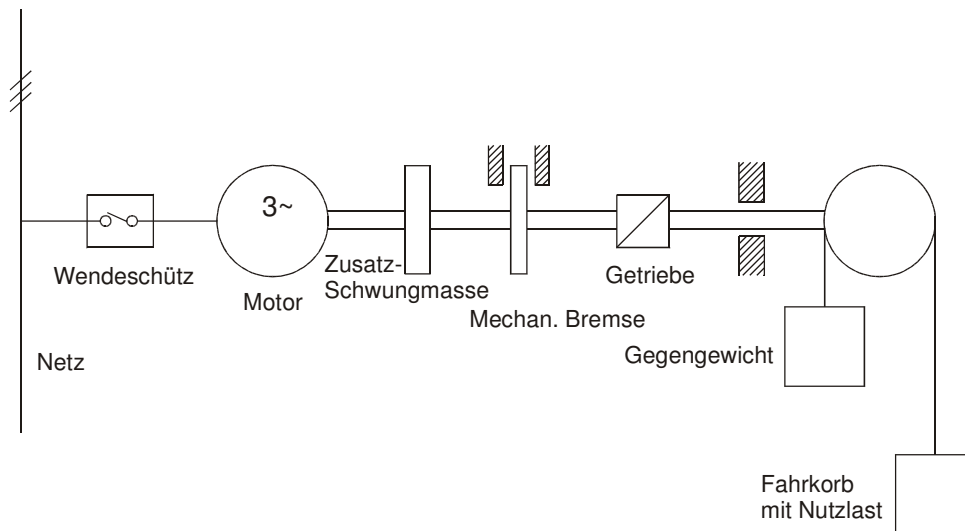 3~
Wendeschütz
Motor
Zusatz-
Schwungmasse
Mechan. Bremse
Getriebe
Gegengewicht
Netz
Fahrkorb
mit Nutzlast